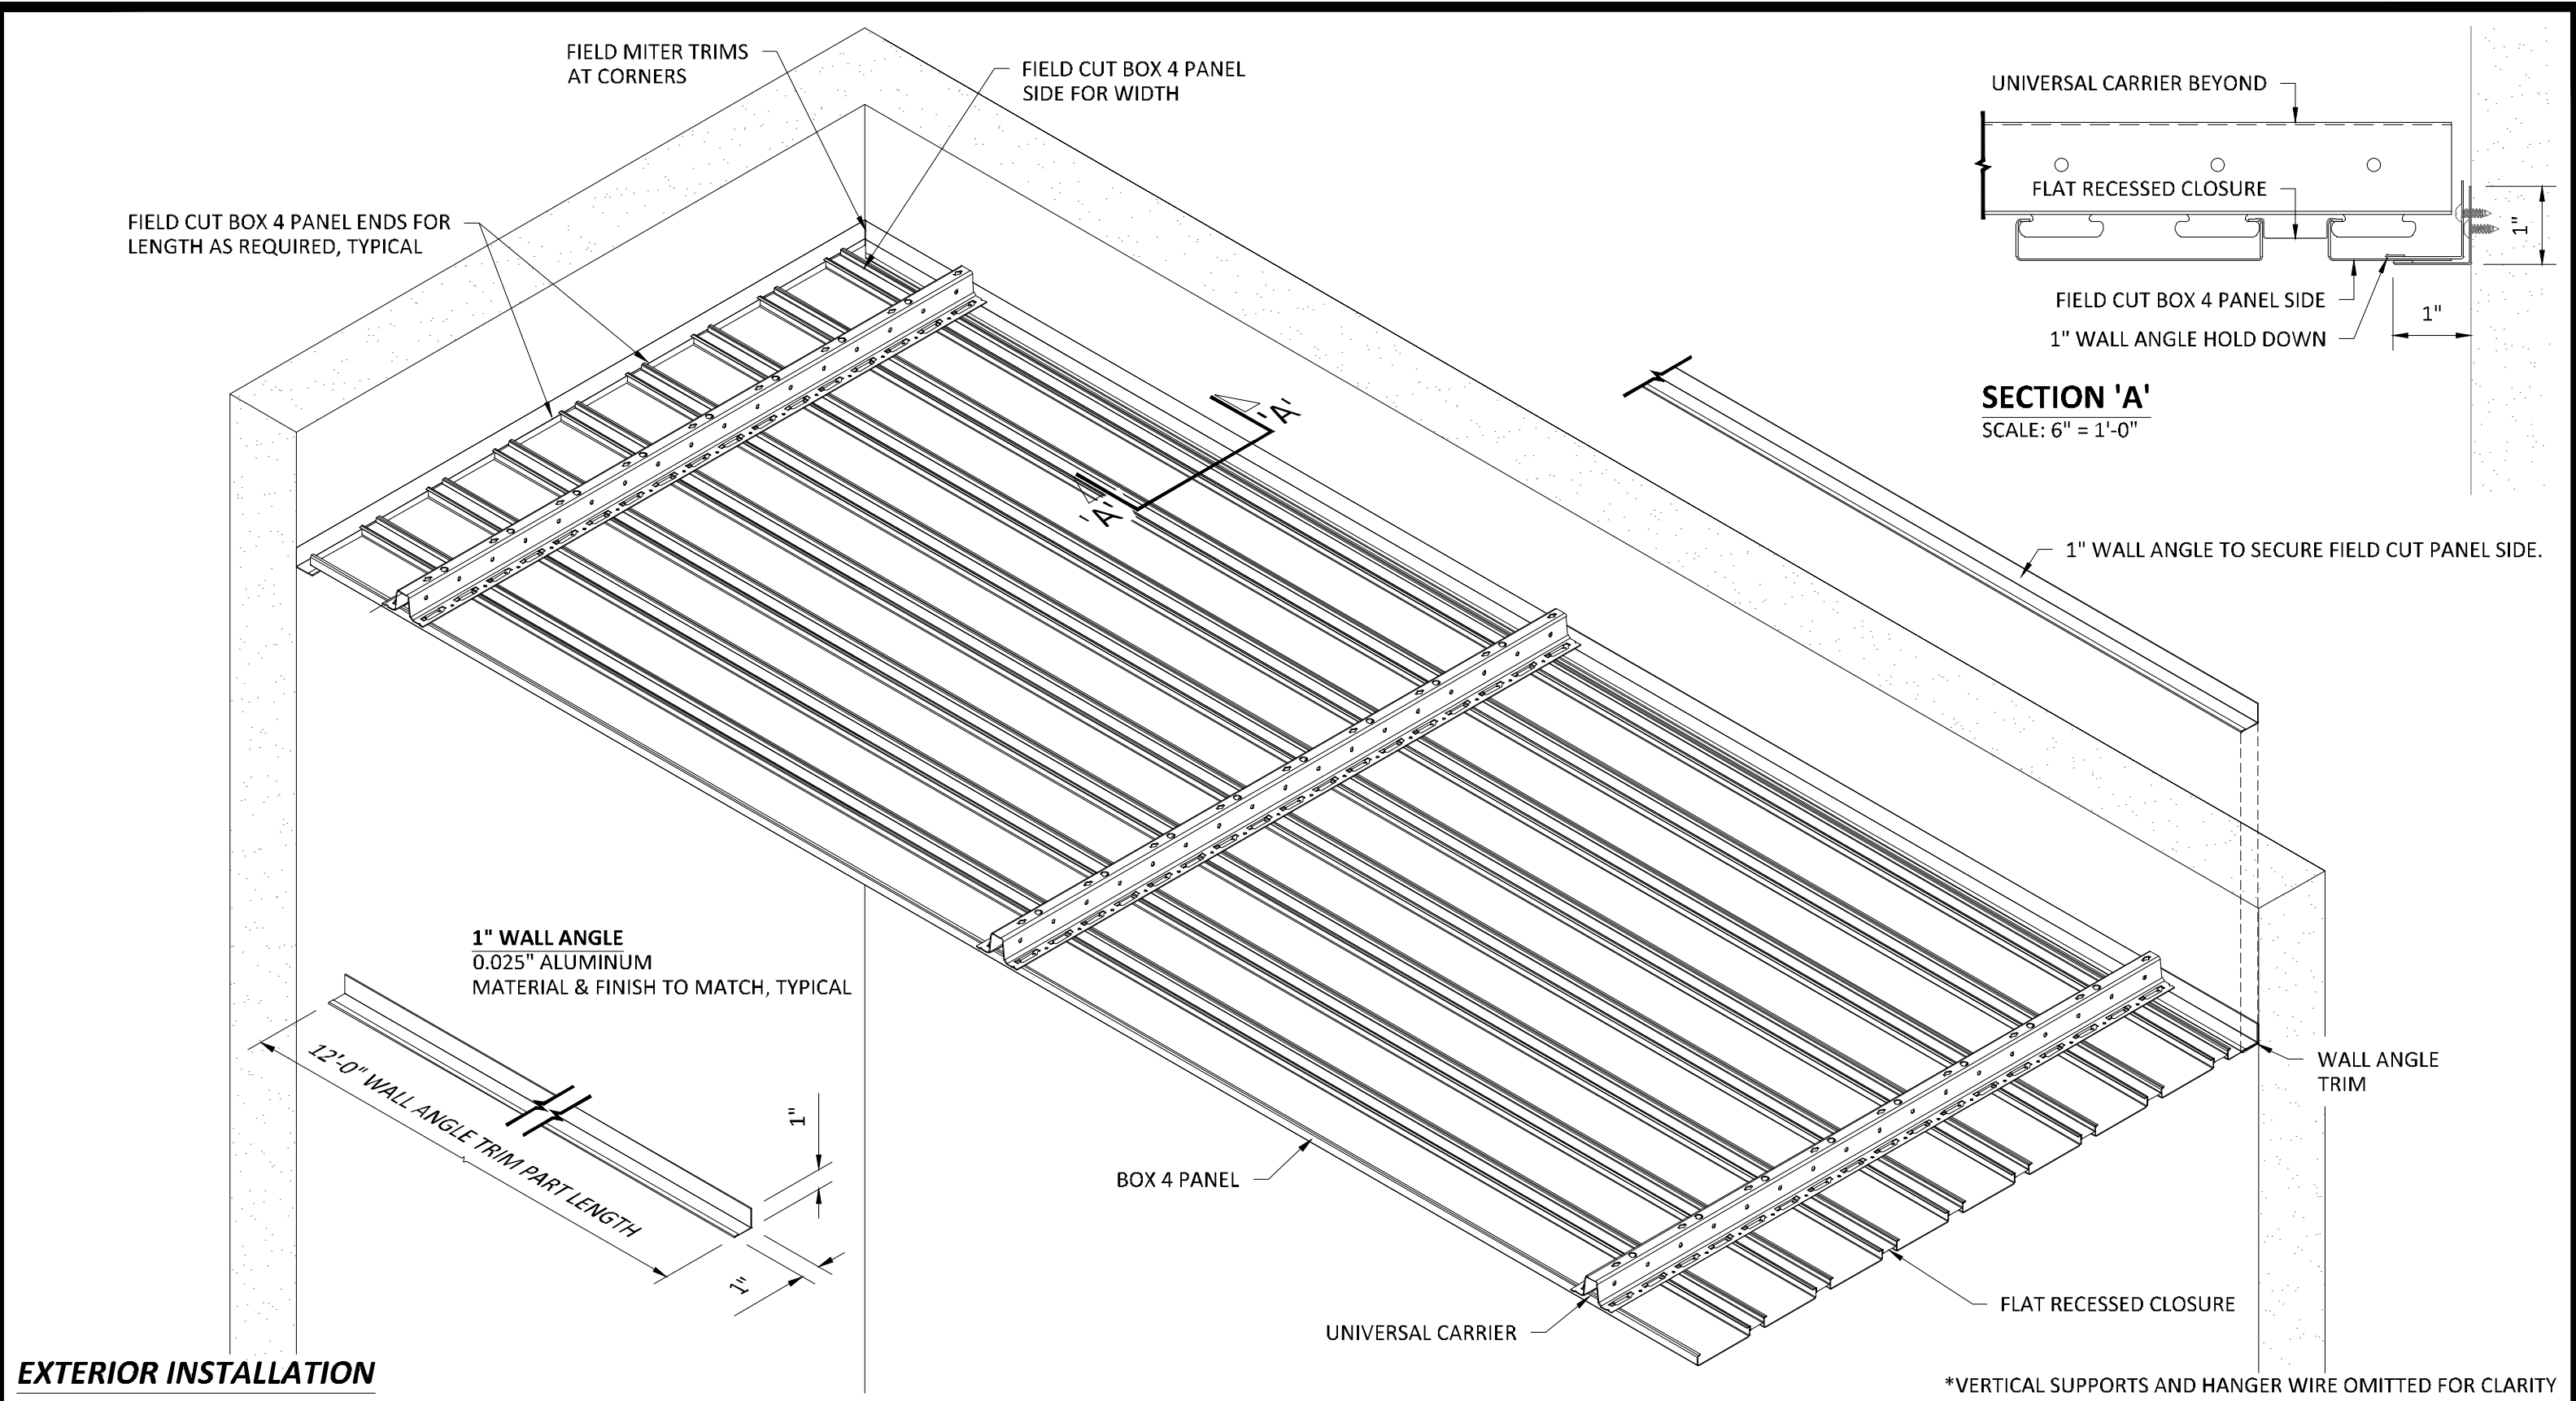 FIELD MITER TRIMS
AT CORNERS
FIELD CUT BOX 4 PANEL
SIDE FOR WIDTH
FIELD CUT BOX 4 PANEL ENDS FOR
LENGTH AS REQUIRED, TYPICAL
UNIVERSAL CARRIER BEYOND
FLAT RECESSED CLOSURE
1"
FIELD CUT BOX 4 PANEL SIDE
1"
1" WALL ANGLE HOLD DOWN
SECTION 'A'
SCALE: 6" = 1'-0"
'A'
'A'
1" WALL ANGLE TO SECURE FIELD CUT PANEL SIDE.
1" WALL ANGLE
0.025" ALUMINUM
MATERIAL & FINISH TO MATCH, TYPICAL
12'-0" WALL ANGLE TRIM PART LENGTH
1"
1"
WALL ANGLE
TRIM
BOX 4 PANEL
FLAT RECESSED CLOSURE
UNIVERSAL CARRIER
EXTERIOR INSTALLATION
*VERTICAL SUPPORTS AND HANGER WIRE OMITTED FOR CLARITY